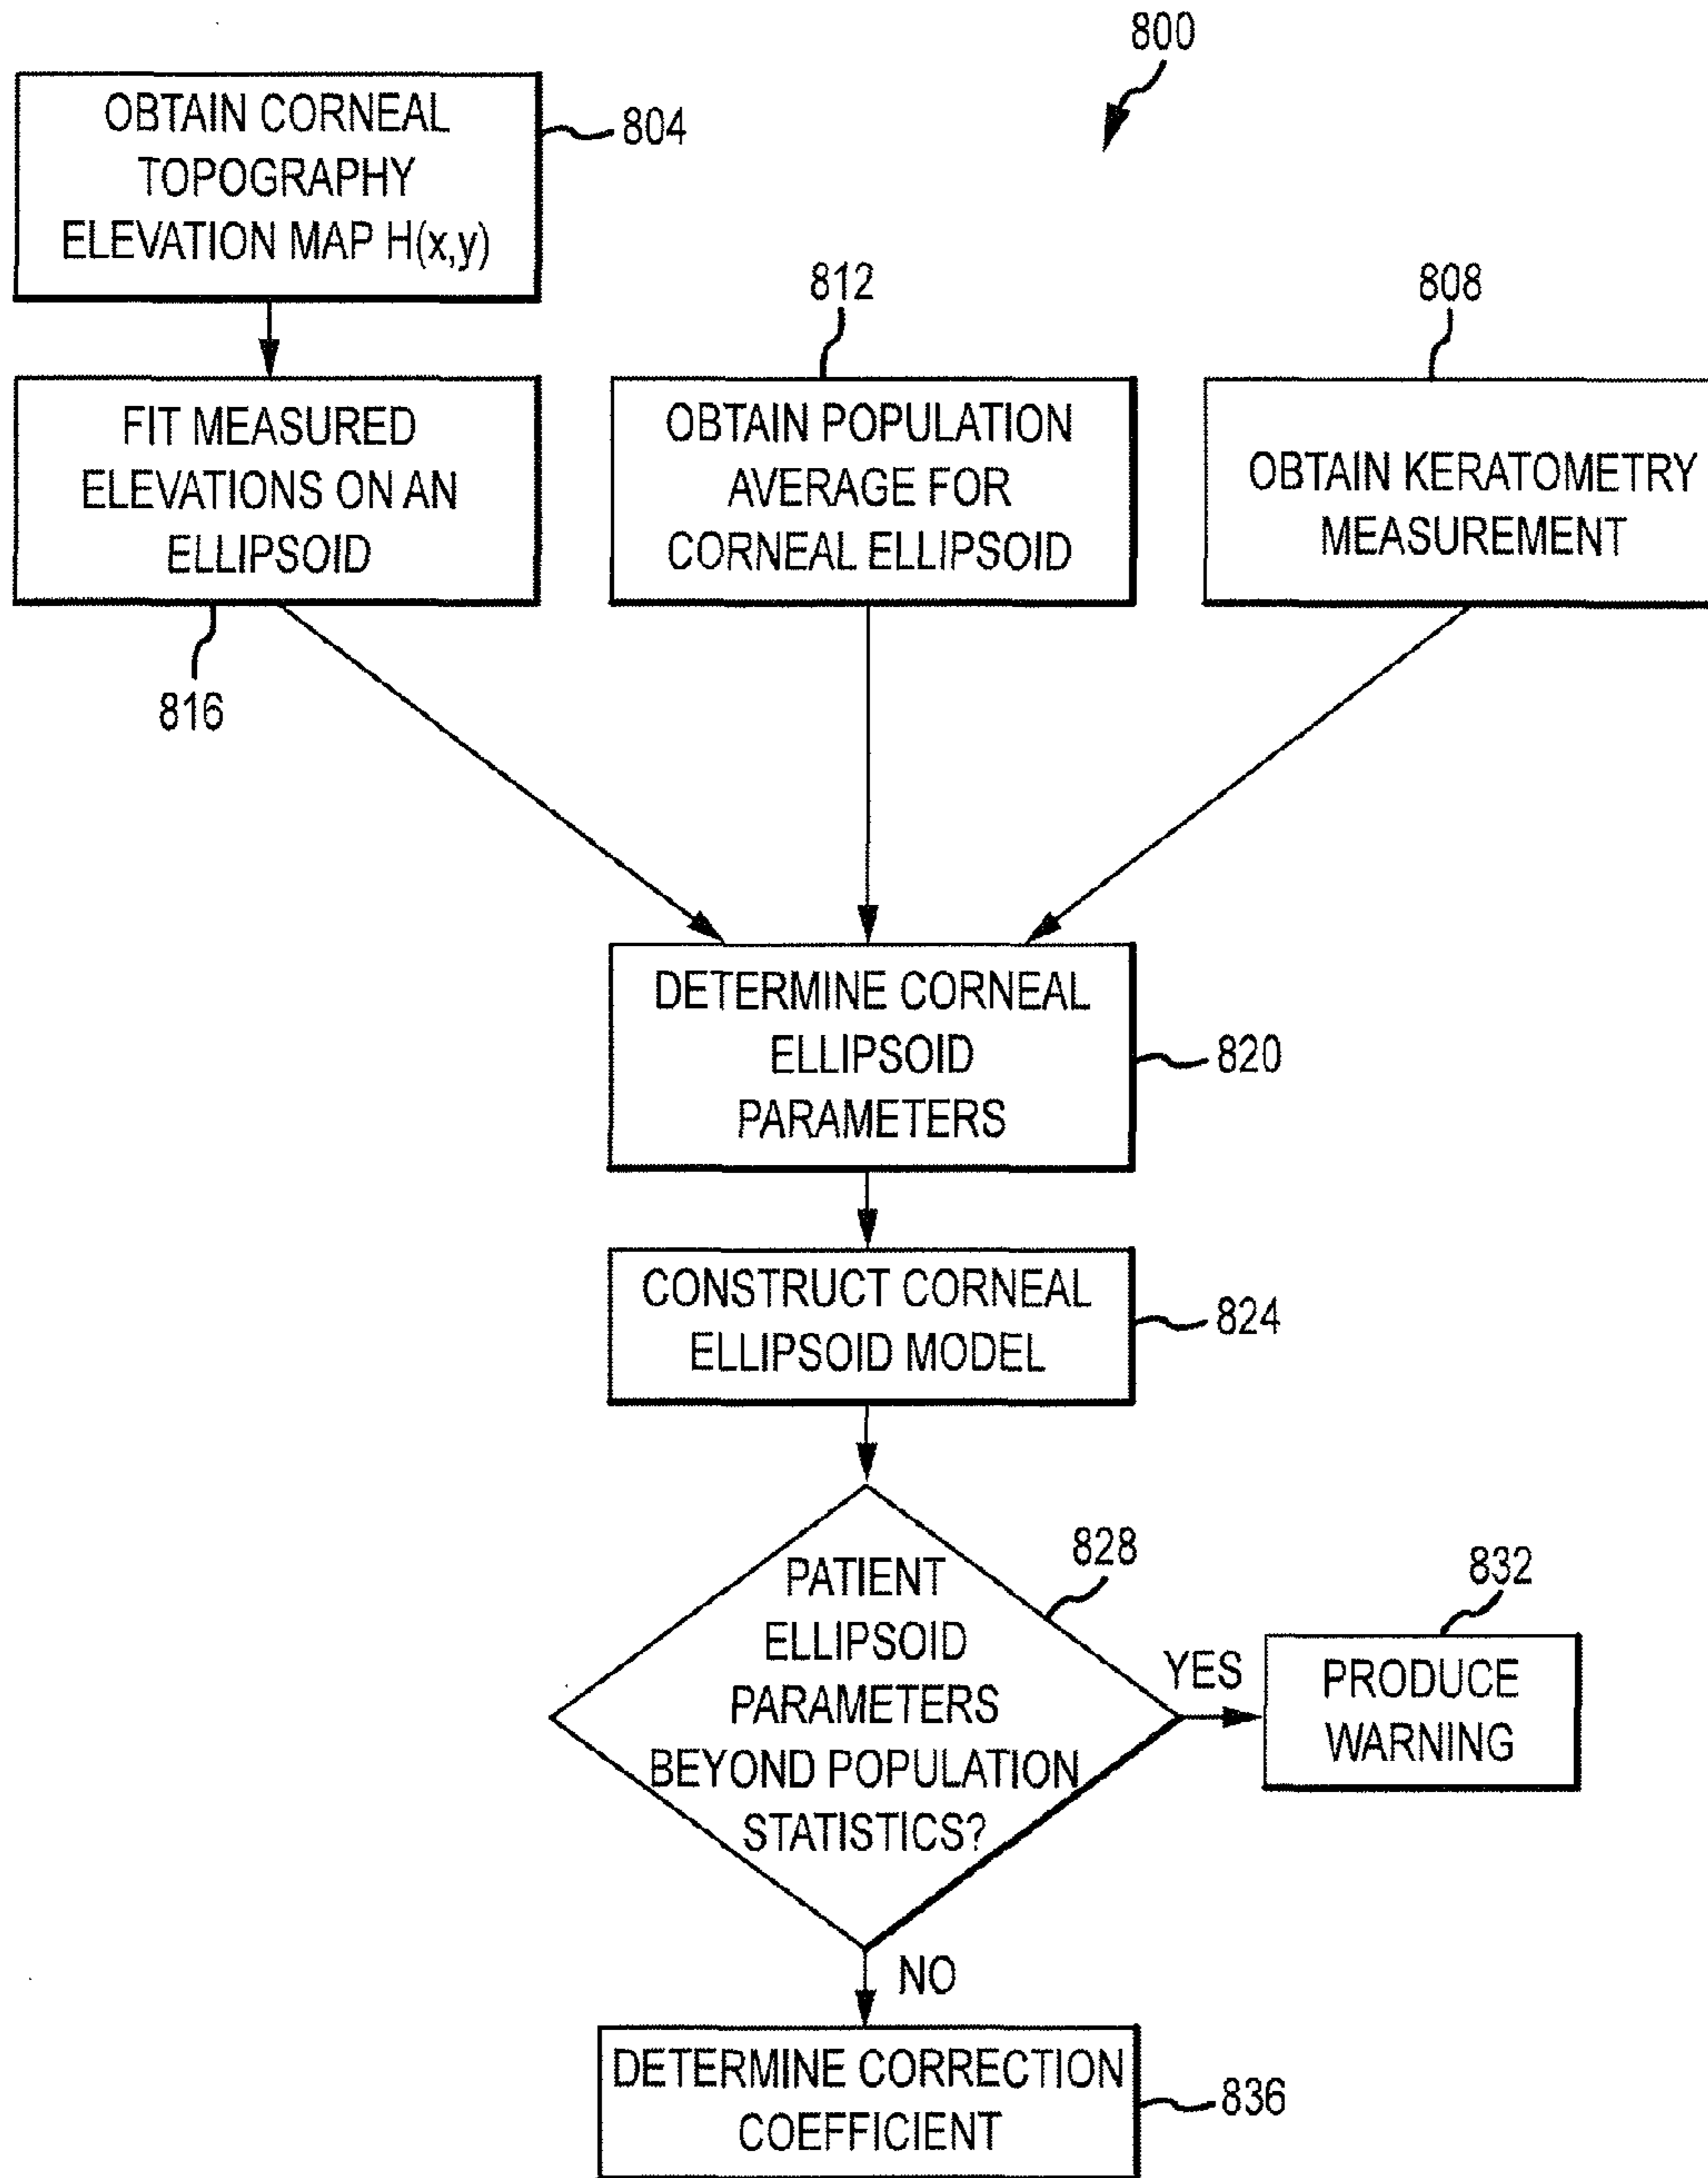 800
OBTAIN CORNEAL
TOPOGRAPHY
ELEVATION MAP H(x,y)
804
812
808
FIT MEASURED
ELEVATIONS ON AN
ELLIPSOID
816
OBTAIN POPULATION
AVERAGE FOR
CORNEAL ELLIPSOID
OBTAIN KERATOMETRY
MEASUREMENT
DETERMINE CORNEAL
ELLIPSOID
PARAMETERS
820
CONSTRUCT CORNEAL
ELLIPSOID MODEL
824
PATIENT
ELLIPSOID
PARAMETERS
BEYOND POPULATION
STATISTICS?
828
YES
832
PRODUCE
WARNING
NO
DETERMINE CORRECTION
COEFFICIENT
836